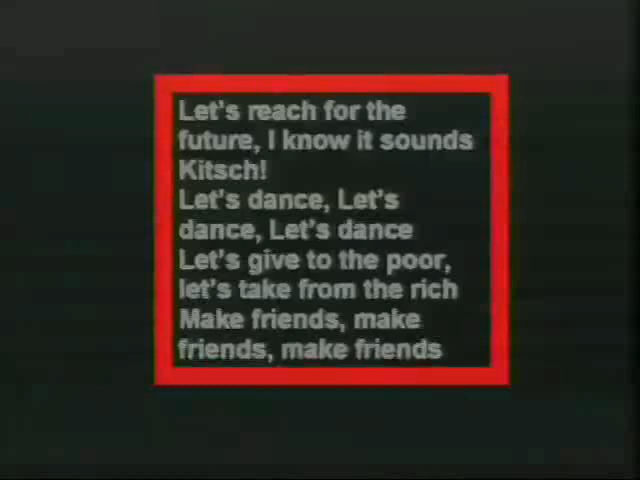 Let's reach for the
future, I know it sounds
Kitsch!
Let's dance, Let's
dance, Let's dance
Let's give to the poor,
let's take from the rich
Make friends, make
friends, make friends